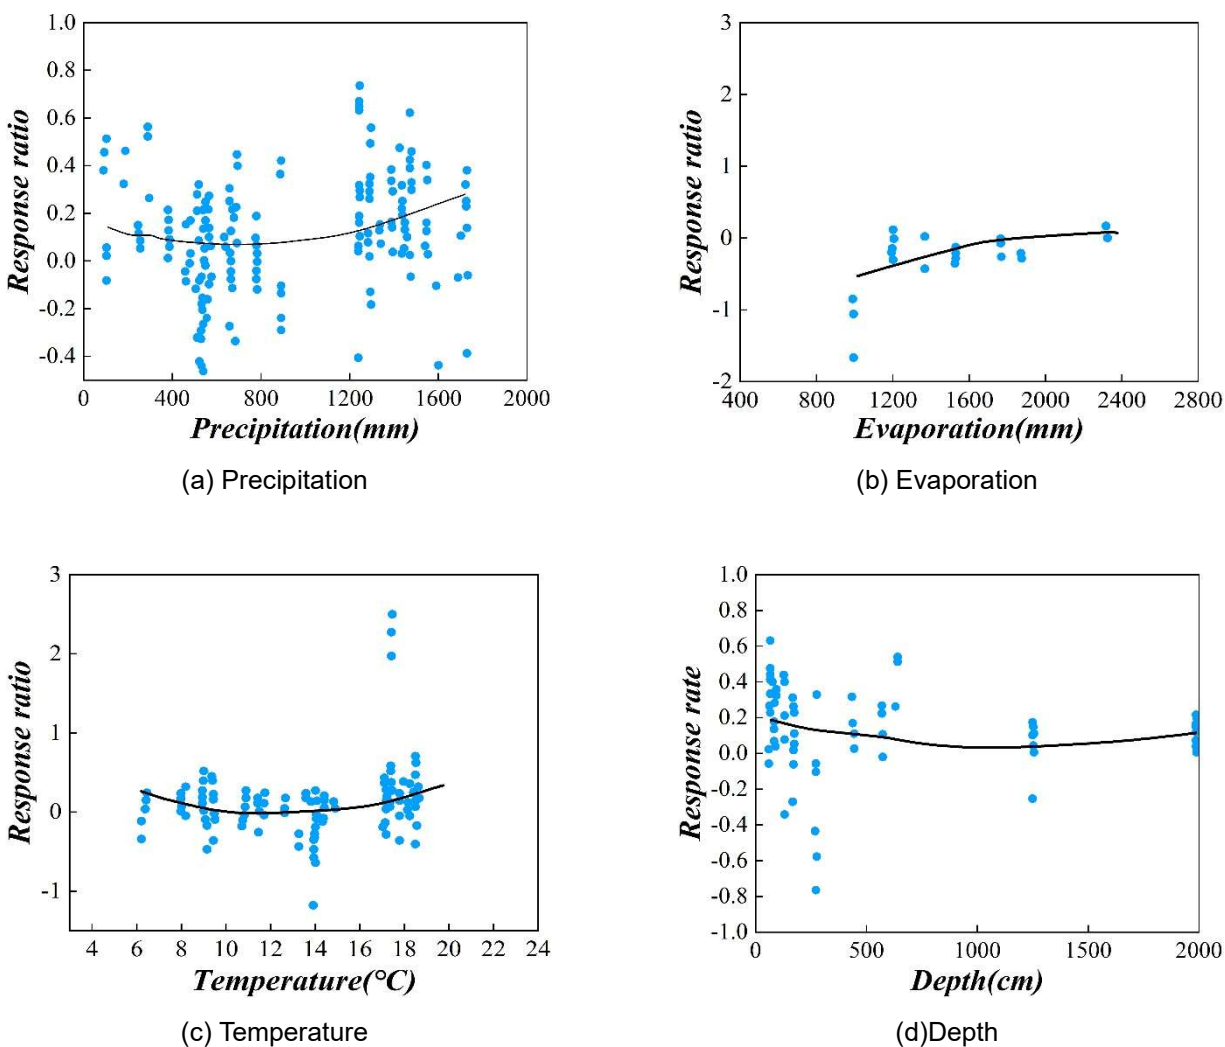 1.0
0.8
0.6
0.4
0.2
0.0
-0.2
-0.4
Response ratio
0 400 800 1200 1600 2000
Precipitation(mm)
(a) Precipitation
3
2
1
0
-1
-2
Response ratio
400 800 1200 1600 2000 2400 2800
Evaporation(mm)
(b) Evaporation
3
2
1
0
-1
Response ratio
4 6 8 10 12 14 16 18 20 22 24
Temperature(°C)
(c) Temperature
1.0
0.8
0.6
0.4
0.2
0.0
-0.2
-0.4
-0.6
-0.8
-1.0
Response rate
0 500 1000 1500 2000
Depth(cm)
(d)Depth